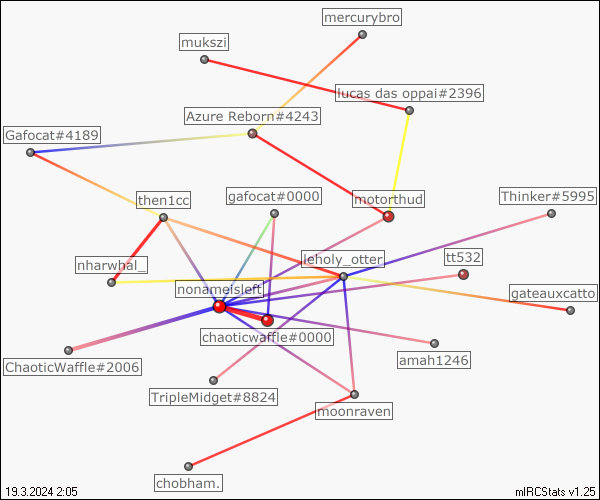 mercurybro
mukszi
lucas das oppai#2396
Azure Reborn#4243
Gafocat#4189
then1cc
gafocat#0000
motorthud
Thinker#5995
nharwhal_
leholy_otter
tt532
nonameisleft
gateauxcatto
chaoticwaffle#0000
ChaoticWaffle#2006
amah1246
TripleMidget#8824
moonraven
chobham.
19.3.2024 2:05
mIRCStats v1.25